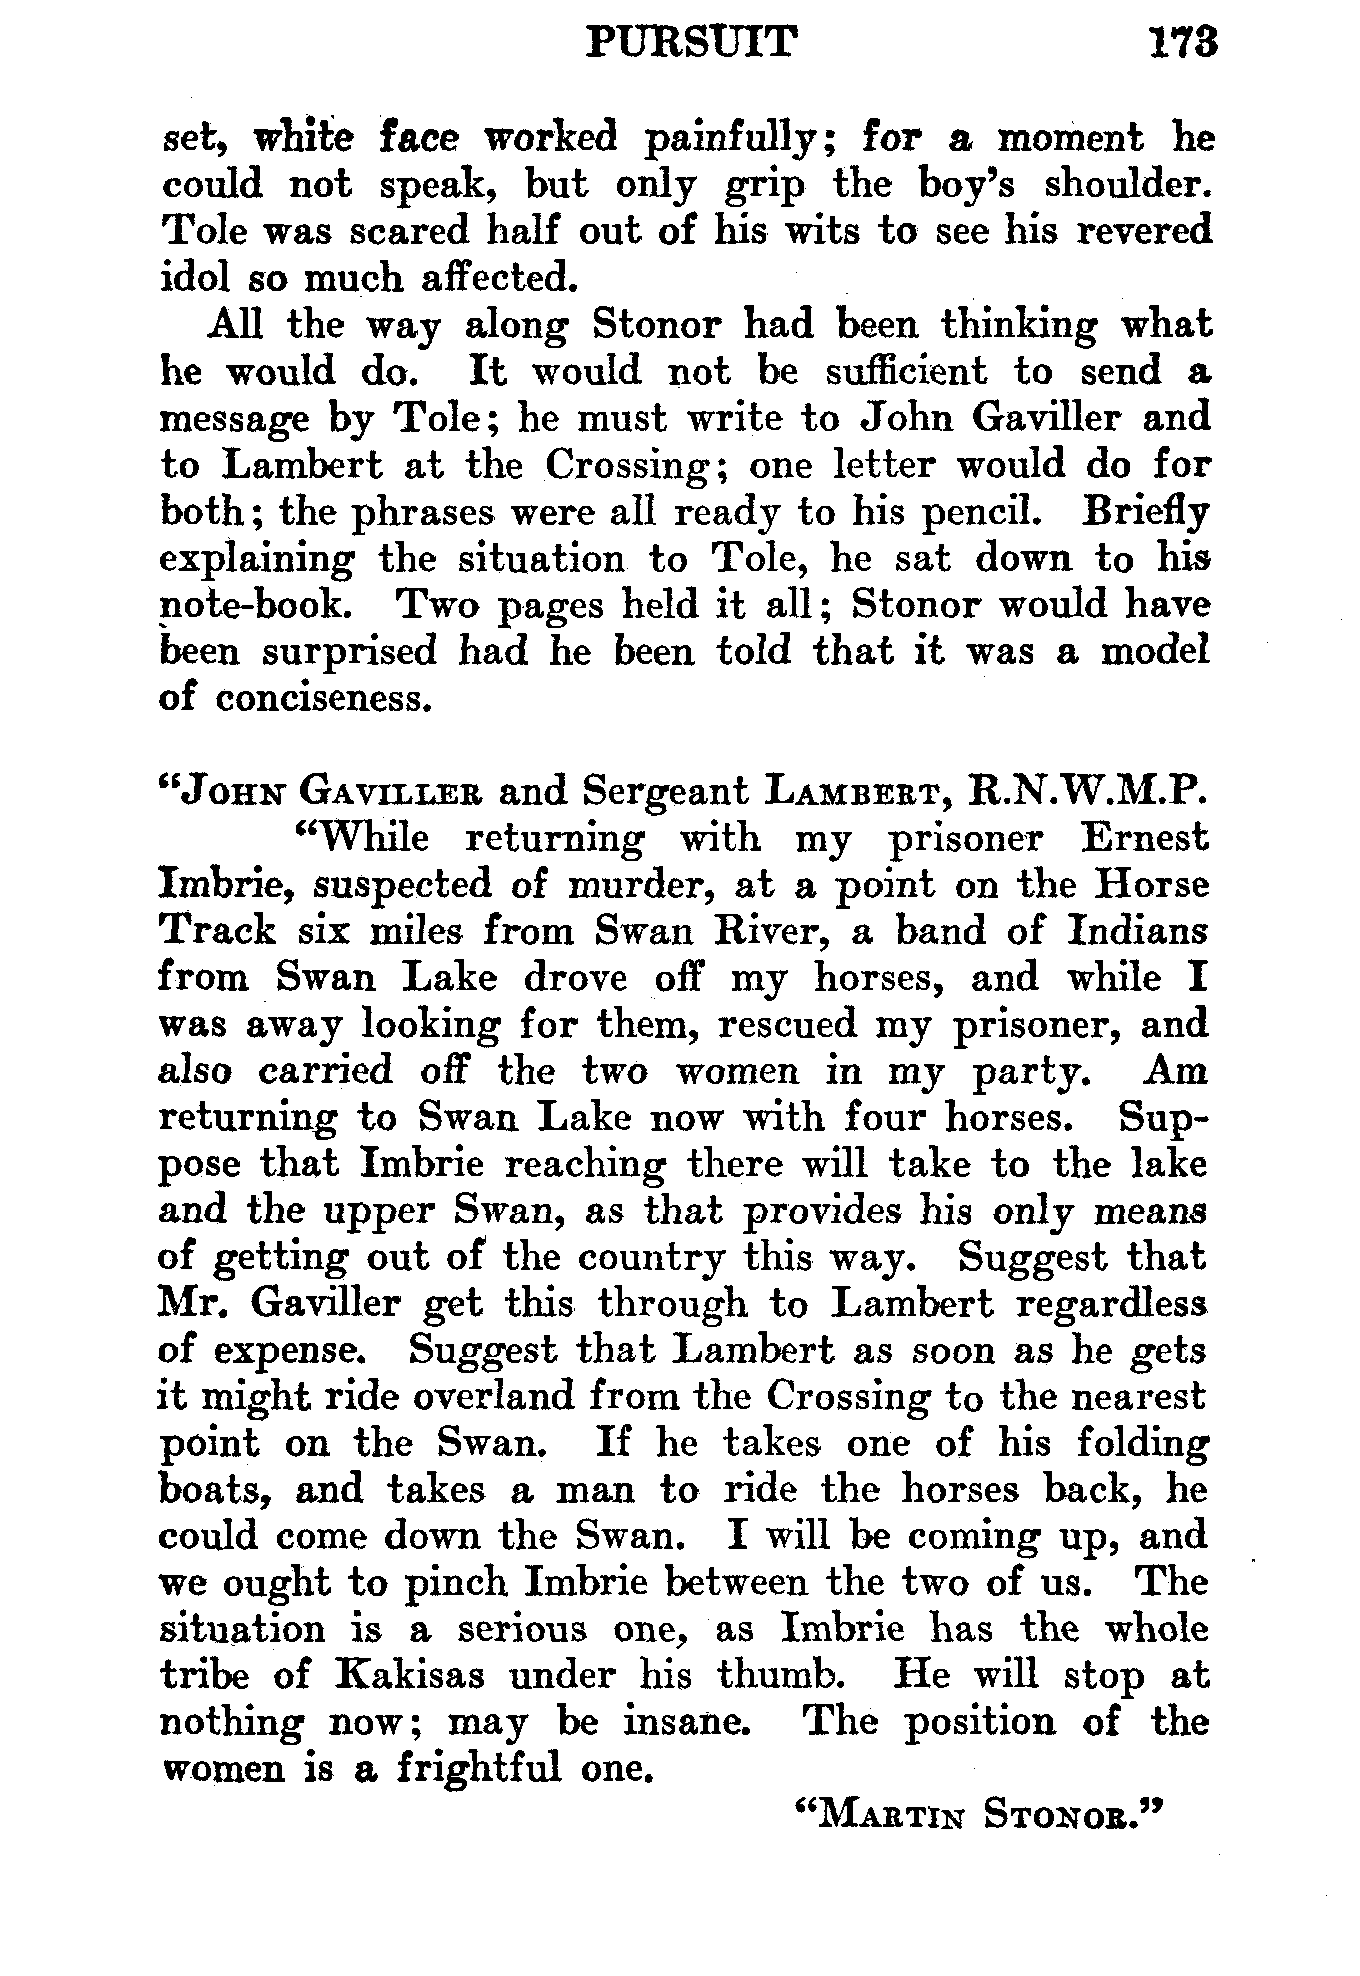 PURSUIT 173
set, white face worked painfully; for a moment he
could not speak, but only grip the boy's shoulder.
Tole was scared half out of his wits to see his revered
idol so much affected.
All the way along Stonor had been thinking what
he would do. It would not be sufficient to send a
message by Tole; he must write to John Gaviller and
to Lambert at the Crossing; one letter would do for
both; the phrases were all ready to his pencil. Briefly
explaining the situation to Tole, he sat down to his
note-book. Two pages held it all; Stonor would have
been surprised had he been told that it was a model
of conciseness.
"JOHN GAVILLER and Sergeant LAMBERT, R.N.W.M.P.
"While returning with my prisoner Ernest
Imbrie, suspected of murder, at a point on the Horse
Track six miles from Swan River, a band of Indians
from Swan Lake drove off my horses, and while I
was away looking for them, rescued my prisoner, and
also carried off the two women in my party. Am
returning to Swan Lake now with four horses. Sup-
pose that Imbrie reaching there will take to the lake
and the upper Swan, as that provides his only means
of getting out of the country this way. Suggest that
Mr. Gaviller get this through to Lambert regardless
of expense. Suggest that Lambert as soon as he gets
it might ride overland from the Crossing to the nearest
point on the Swan. If he takes one of his folding
boats, and takes a man to ride the horses back, he
could come down the Swan. I will be coming up, and
we ought to pinch Imbrie between the two of us. The
situation is a serious one, as Imbrie has the whole
tribe of Kakisas under his thumb. He will stop at
nothing now; may be insane. The position of the
women is a frightful one.
"MARTIN STONOR."